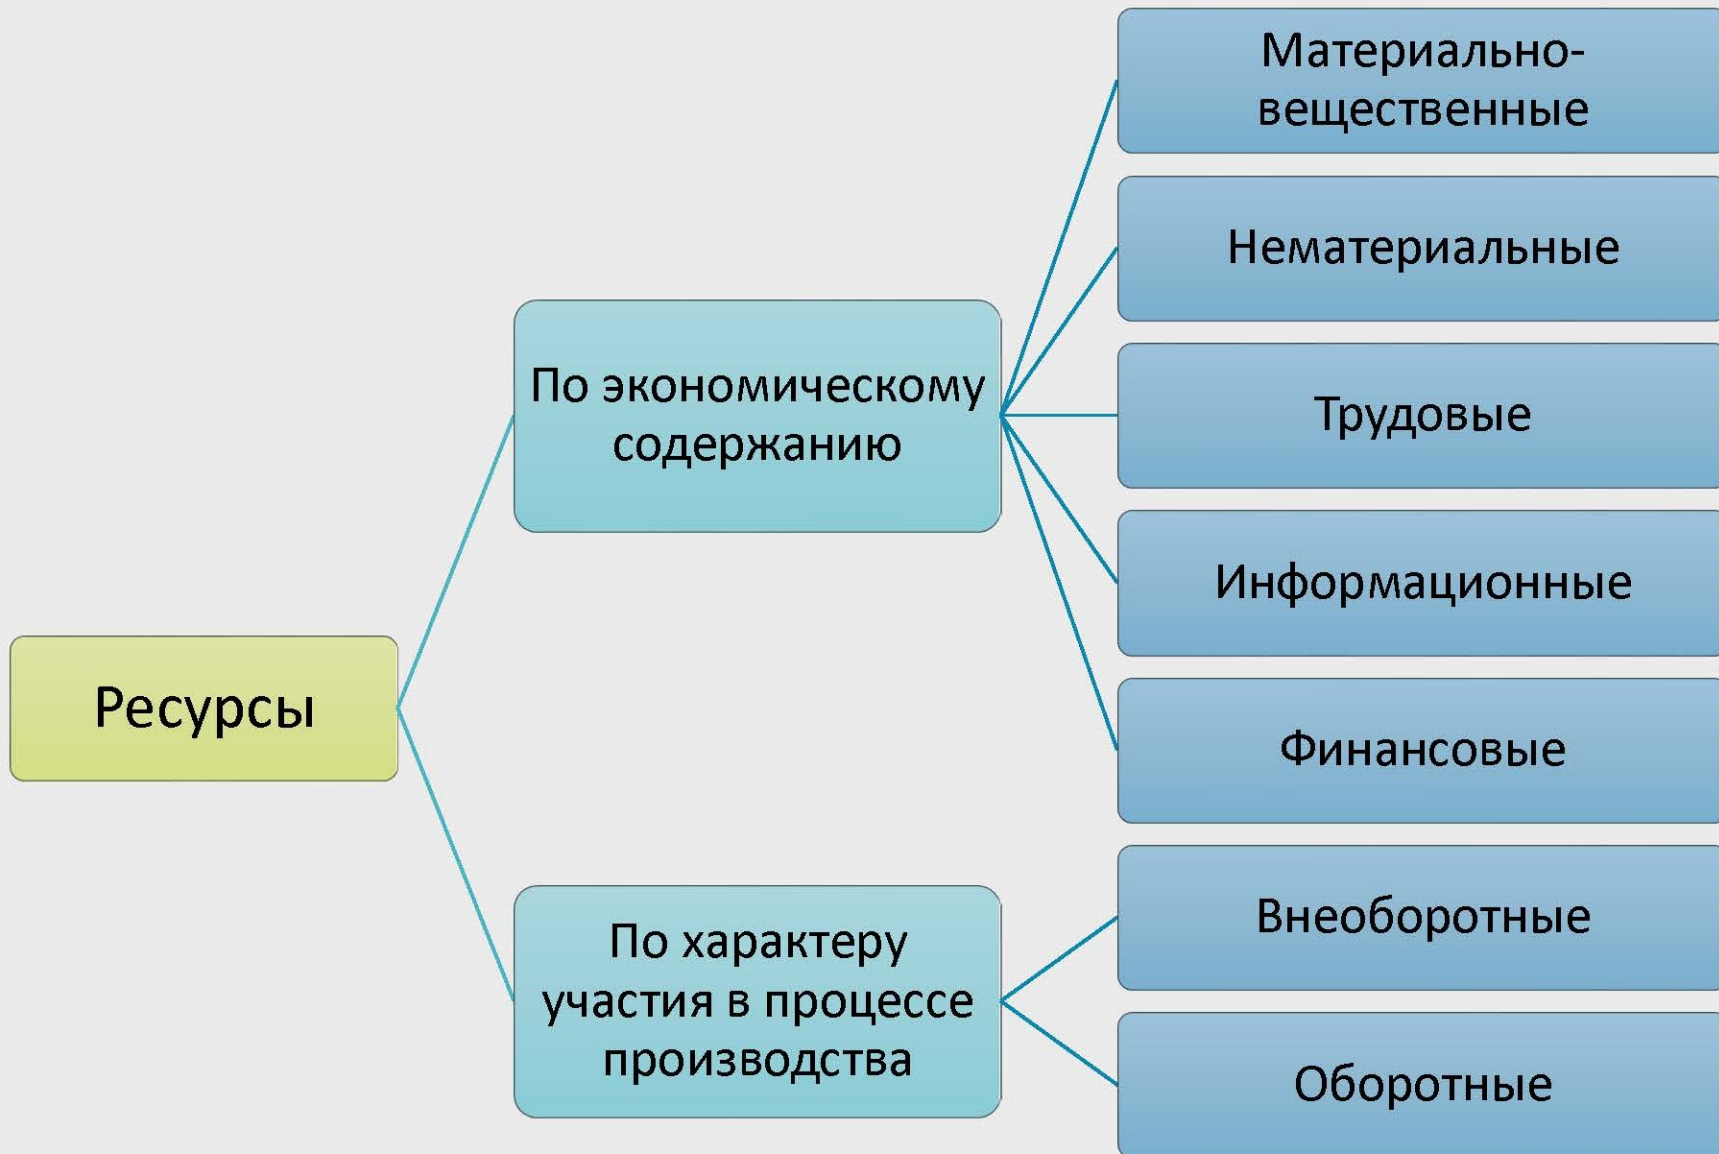 Материально-
вещественные
Нематериальные
По экономическому
содержанию
Трудовые
Информационные
Ресурсы
Финансовые
По характеру
участия в процессе
производства
Внеоборотные
Оборотные